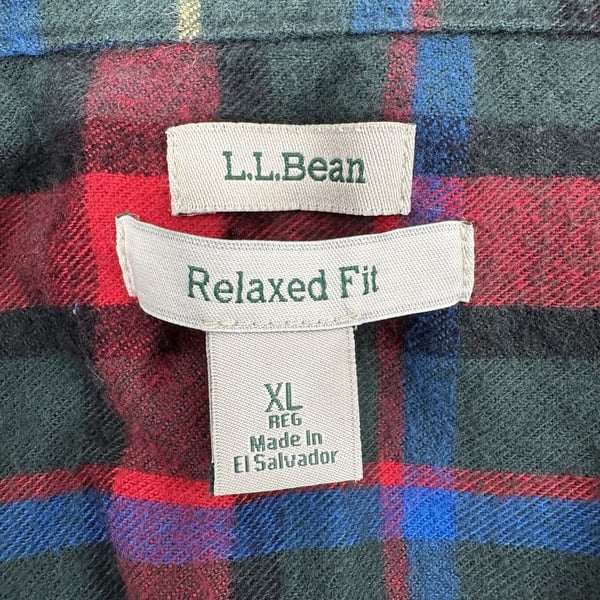 L.L.Bean
Relaxed Fit
XL
REG
Made In
El Salvador